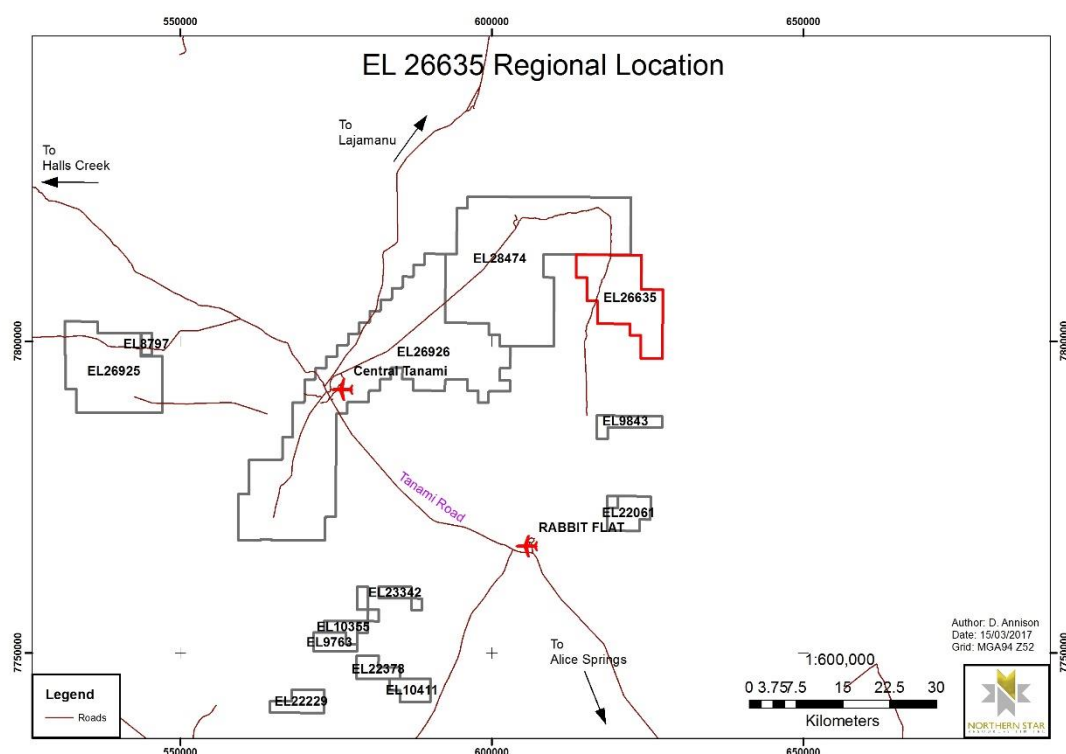 550000
600000
650000
EL 26635 Regional Location
To
Lajamanu
To
Halls Creek
EL28474
EL26635
7800000
7800000
EL8797
EL26926
EL26925
Central Tanami
EL9843
Tanami Road
EL22061
RABBIT FLAT
EL23342
EL10355
EL9763
Author: D. Annison
Date: 15/03/2017
Grid: MGA94 Z52
To
Alice Springs
7750000
7750000
EL22378
1:600,000
EL10411
EL22229
Legend
Roads
0 3.75 7.5 15 22.5 30
Kilometers
NORTHERN STAR
550000
600000
650000